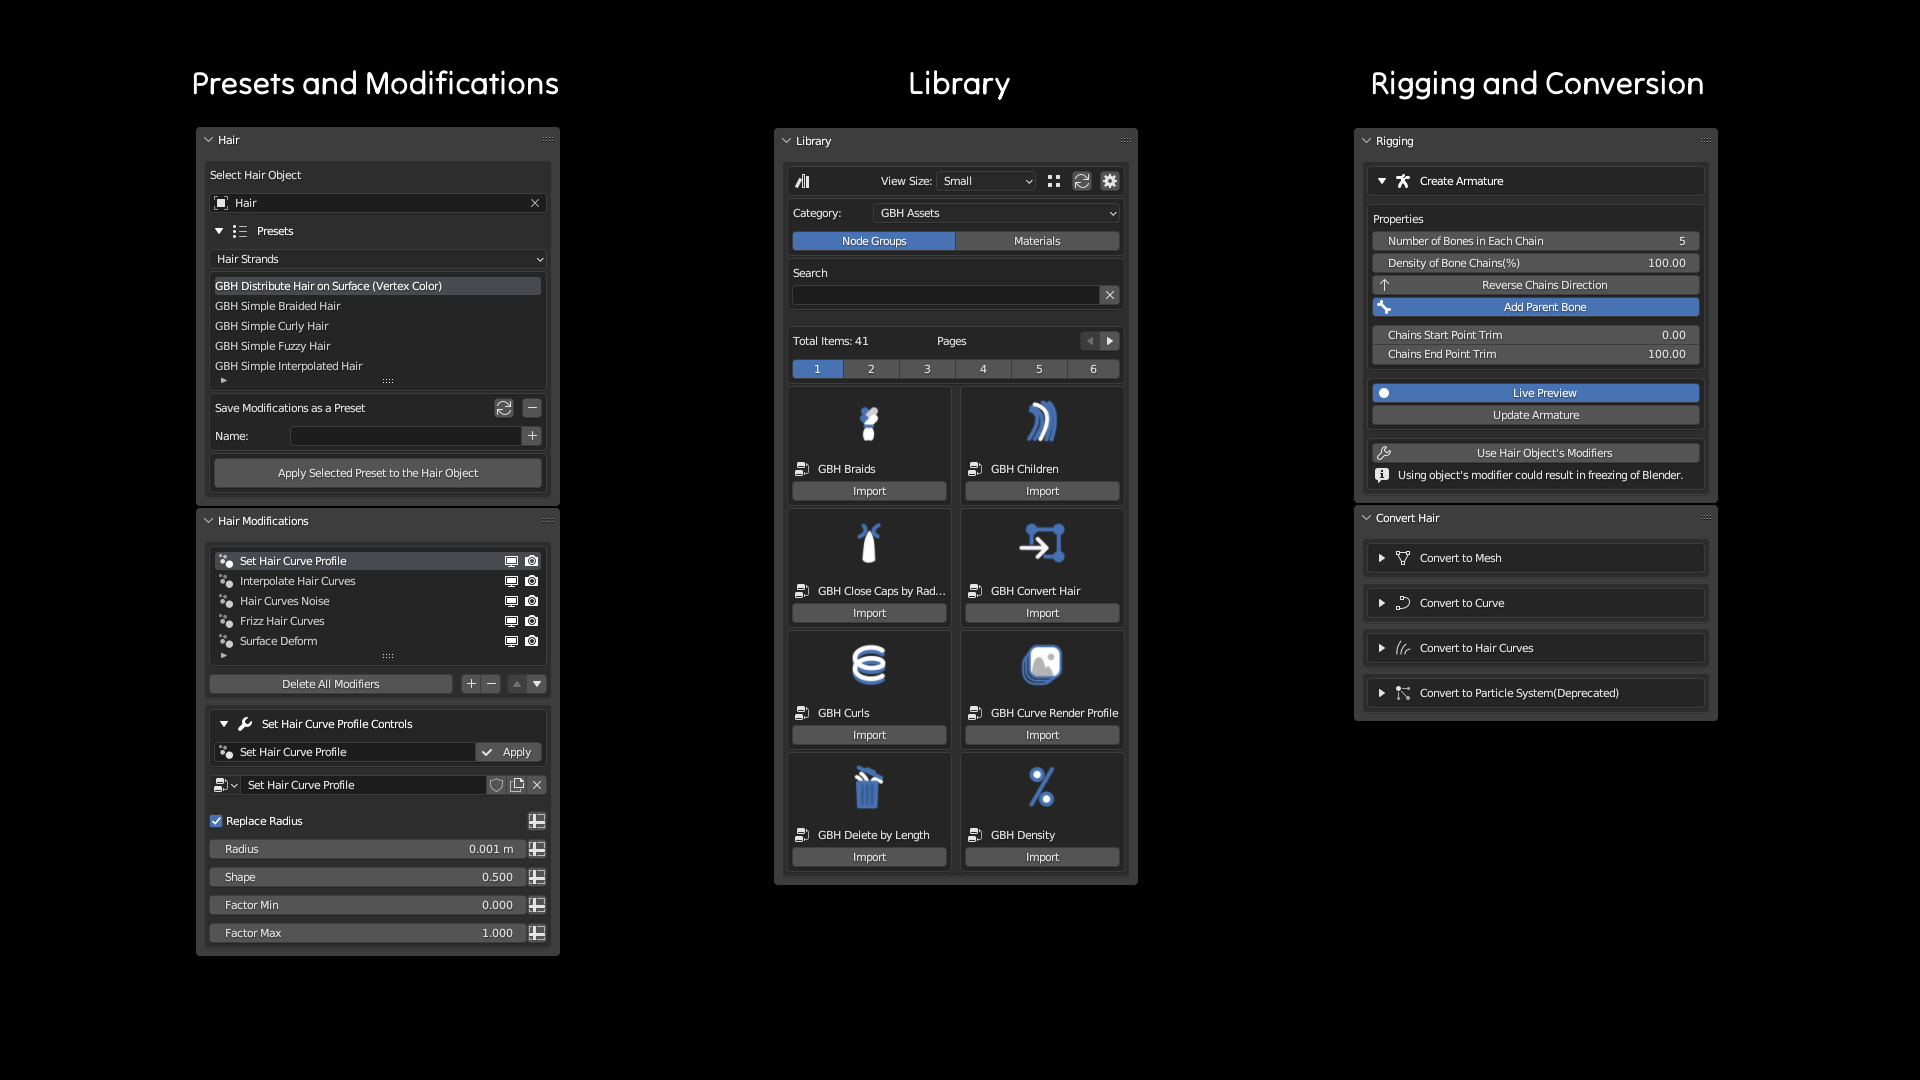 Presets and Modifications
Hair
Select Hair Object
Hair
Presets
Hair Strands
GBH Distribute Hair on Surface (Vertex Color)
GBH Simple Braided Hair
GBH Simple Curly Hair
GBH Simple Fuzzy Hair
GBH Simple Interpolated Hair
Save Modifications as a Preset
Name:
Apply Selected Preset to the Hair Object
Hair Modifications
Set Hair Curve Profile
Interpolate Hair Curves
Hair Curves Noise
Frizz Hair Curves
Surface Deform
Delete All Modifiers
Set Hair Curve Profile Controls
Set Hair Curve Profile Apply
Set Hair Curve Profile
Replace Radius
Radius 0.001 m
Shape 0.500
Factor Min 0.000
Factor Max 1.000
Library
Library
View Size: Small
Category: GBH Assets
Node Groups Materials
Search
Total Items: 41 Pages
1 2 3 4 5 6
GBH Braids GBH Children
Import Import
GBH Close Caps by Rad... GBH Convert Hair
Import Import
GBH Curls GBH Curve Render Profile
Import Import
GBH Delete by Length GBH Density
Import Import
Rigging and Conversion
Rigging
Create Armature
Properties
Number of Bones in Each Chain 5
Density of Bone Chains(%) 100.00
Reverse Chains Direction
Add Parent Bone
Chains Start Point Trim 0.00
Chains End Point Trim 100.00
Live Preview
Update Armature
Use Hair Object's Modifiers
Using object's modifier could result in freezing of Blender.
Convert Hair
Convert to Mesh
Convert to Curve
Convert to Hair Curves
Convert to Particle System(Deprecated)